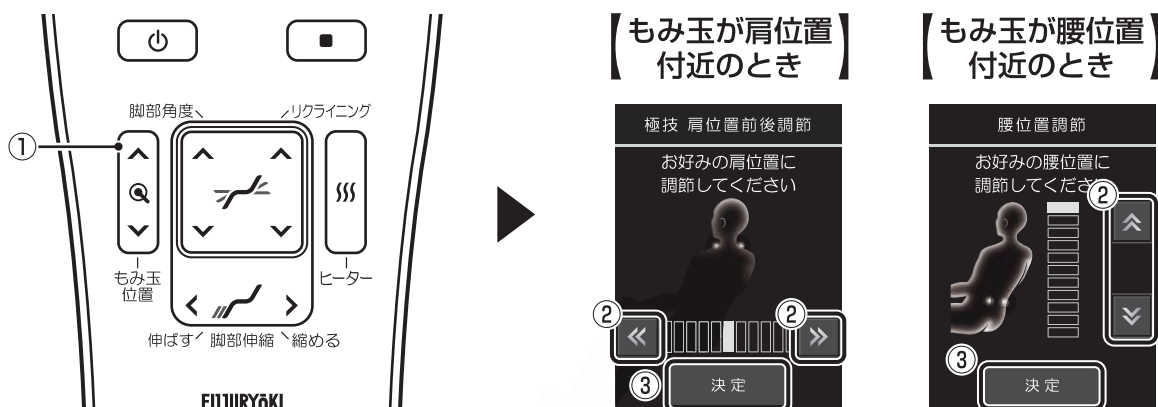 脚部角度
リクライニング
①
もみ玉
位置
ヒーター
伸ばす
脚部伸縮
縮める
FUJIIRYŌKI
【もみ玉が肩位置
付近のとき】
極技 肩位置前後調節
お好みの肩位置に
調節してください
②
②
③
決定
【もみ玉が腰位置
付近のとき】
腰位置調節
お好みの腰位置に
調節してください
②
③
決定